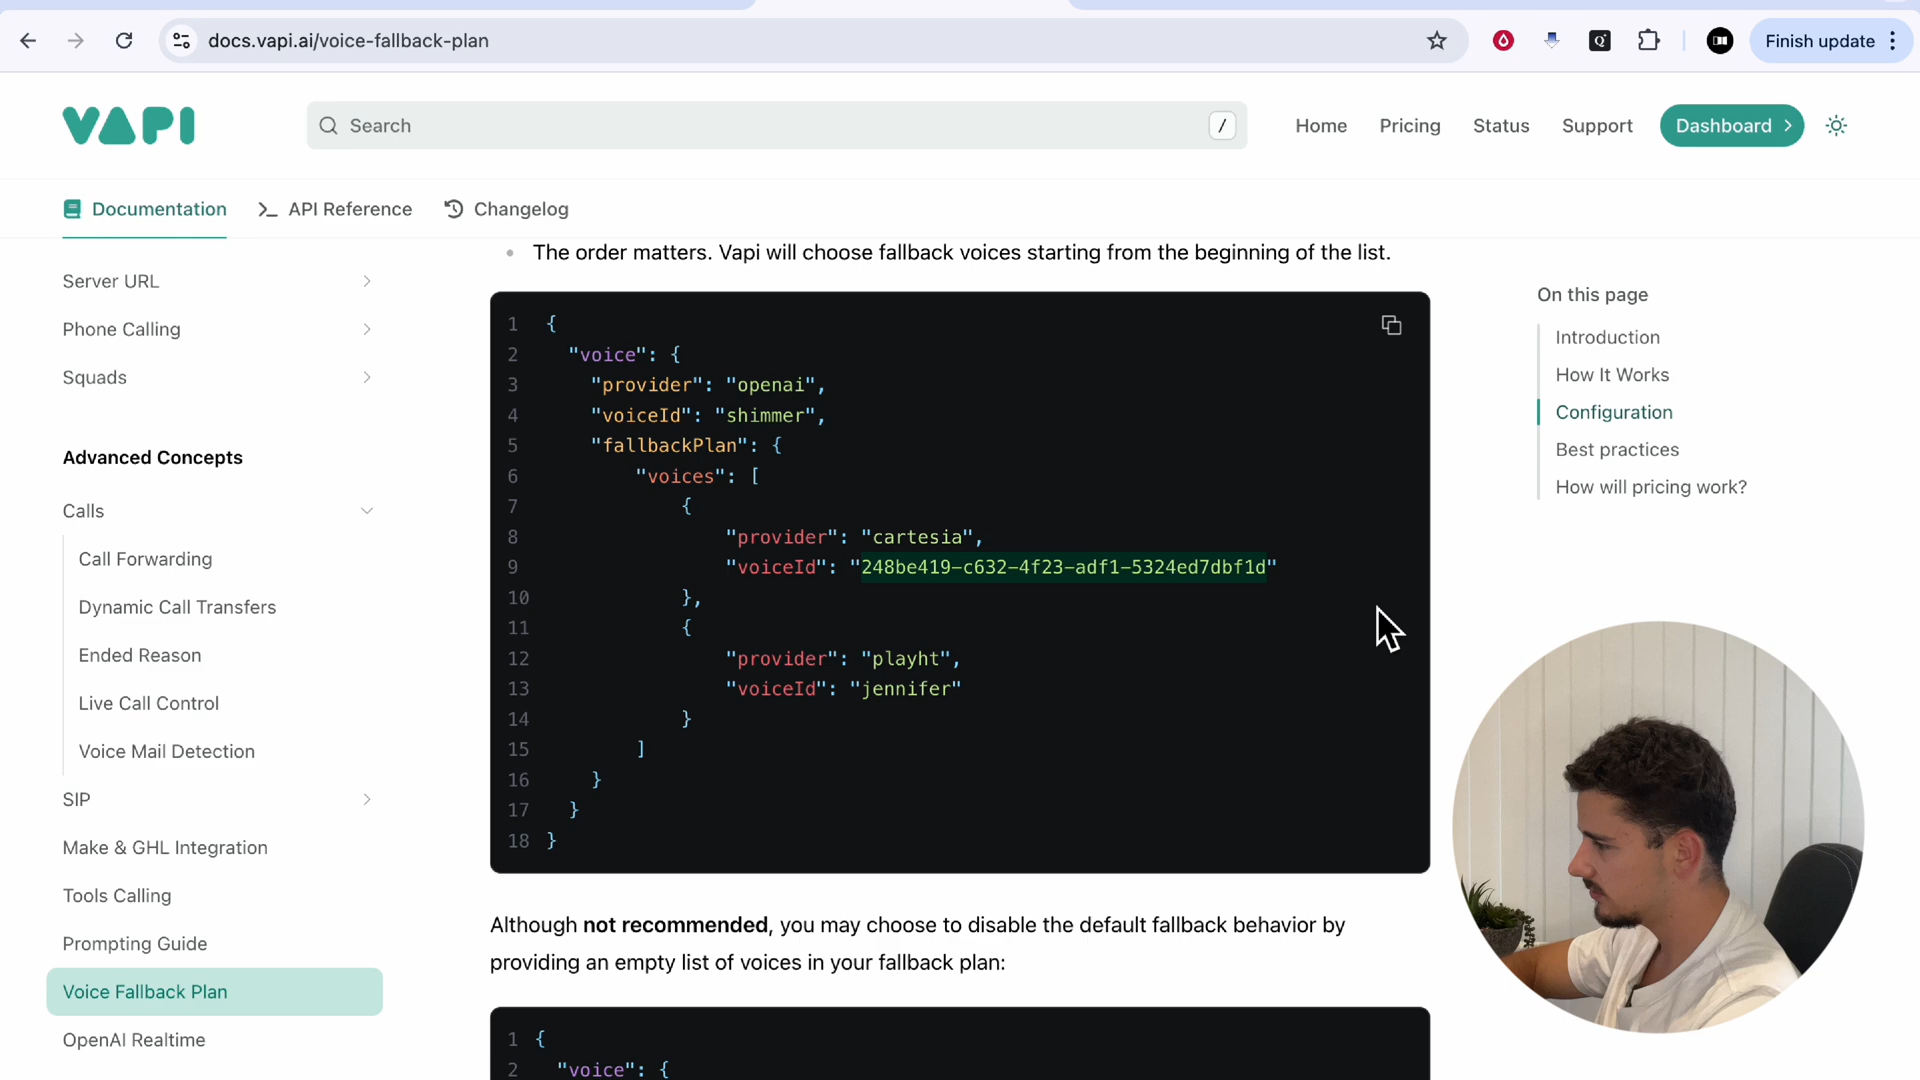 docs.vapi.ai/voice-fallback-plan
Finish update
VAPI
Search
/
Home
Pricing
Status
Support
Dashboard
Documentation
API Reference
Changelog
Server URL
Phone Calling
Squads
Advanced Concepts
Calls
Call Forwarding
Dynamic Call Transfers
Ended Reason
Live Call Control
Voice Mail Detection
SIP
Make & GHL Integration
Tools Calling
Prompting Guide
Voice Fallback Plan
OpenAI Realtime
The order matters. Vapi will choose fallback voices starting from the beginning of the list.
1 {
2 "voice": {
3 "provider": "openai",
4 "voiceId": "shimmer",
5 "fallbackPlan": {
6 "voices": [
7 {
8 "provider": "cartesia",
9 "voiceId": "248be419-c632-4f23-adf1-5324ed7dbf1d"
10 },
11 {
12 "provider": "playht",
13 "voiceId": "jennifer"
14 }
15 ]
16 }
17 }
18 }
Although not recommended, you may choose to disable the default fallback behavior by
providing an empty list of voices in your fallback plan:
1 {
2 "voice": {
On this page
Introduction
How It Works
Configuration
Best practices
How will pricing work?